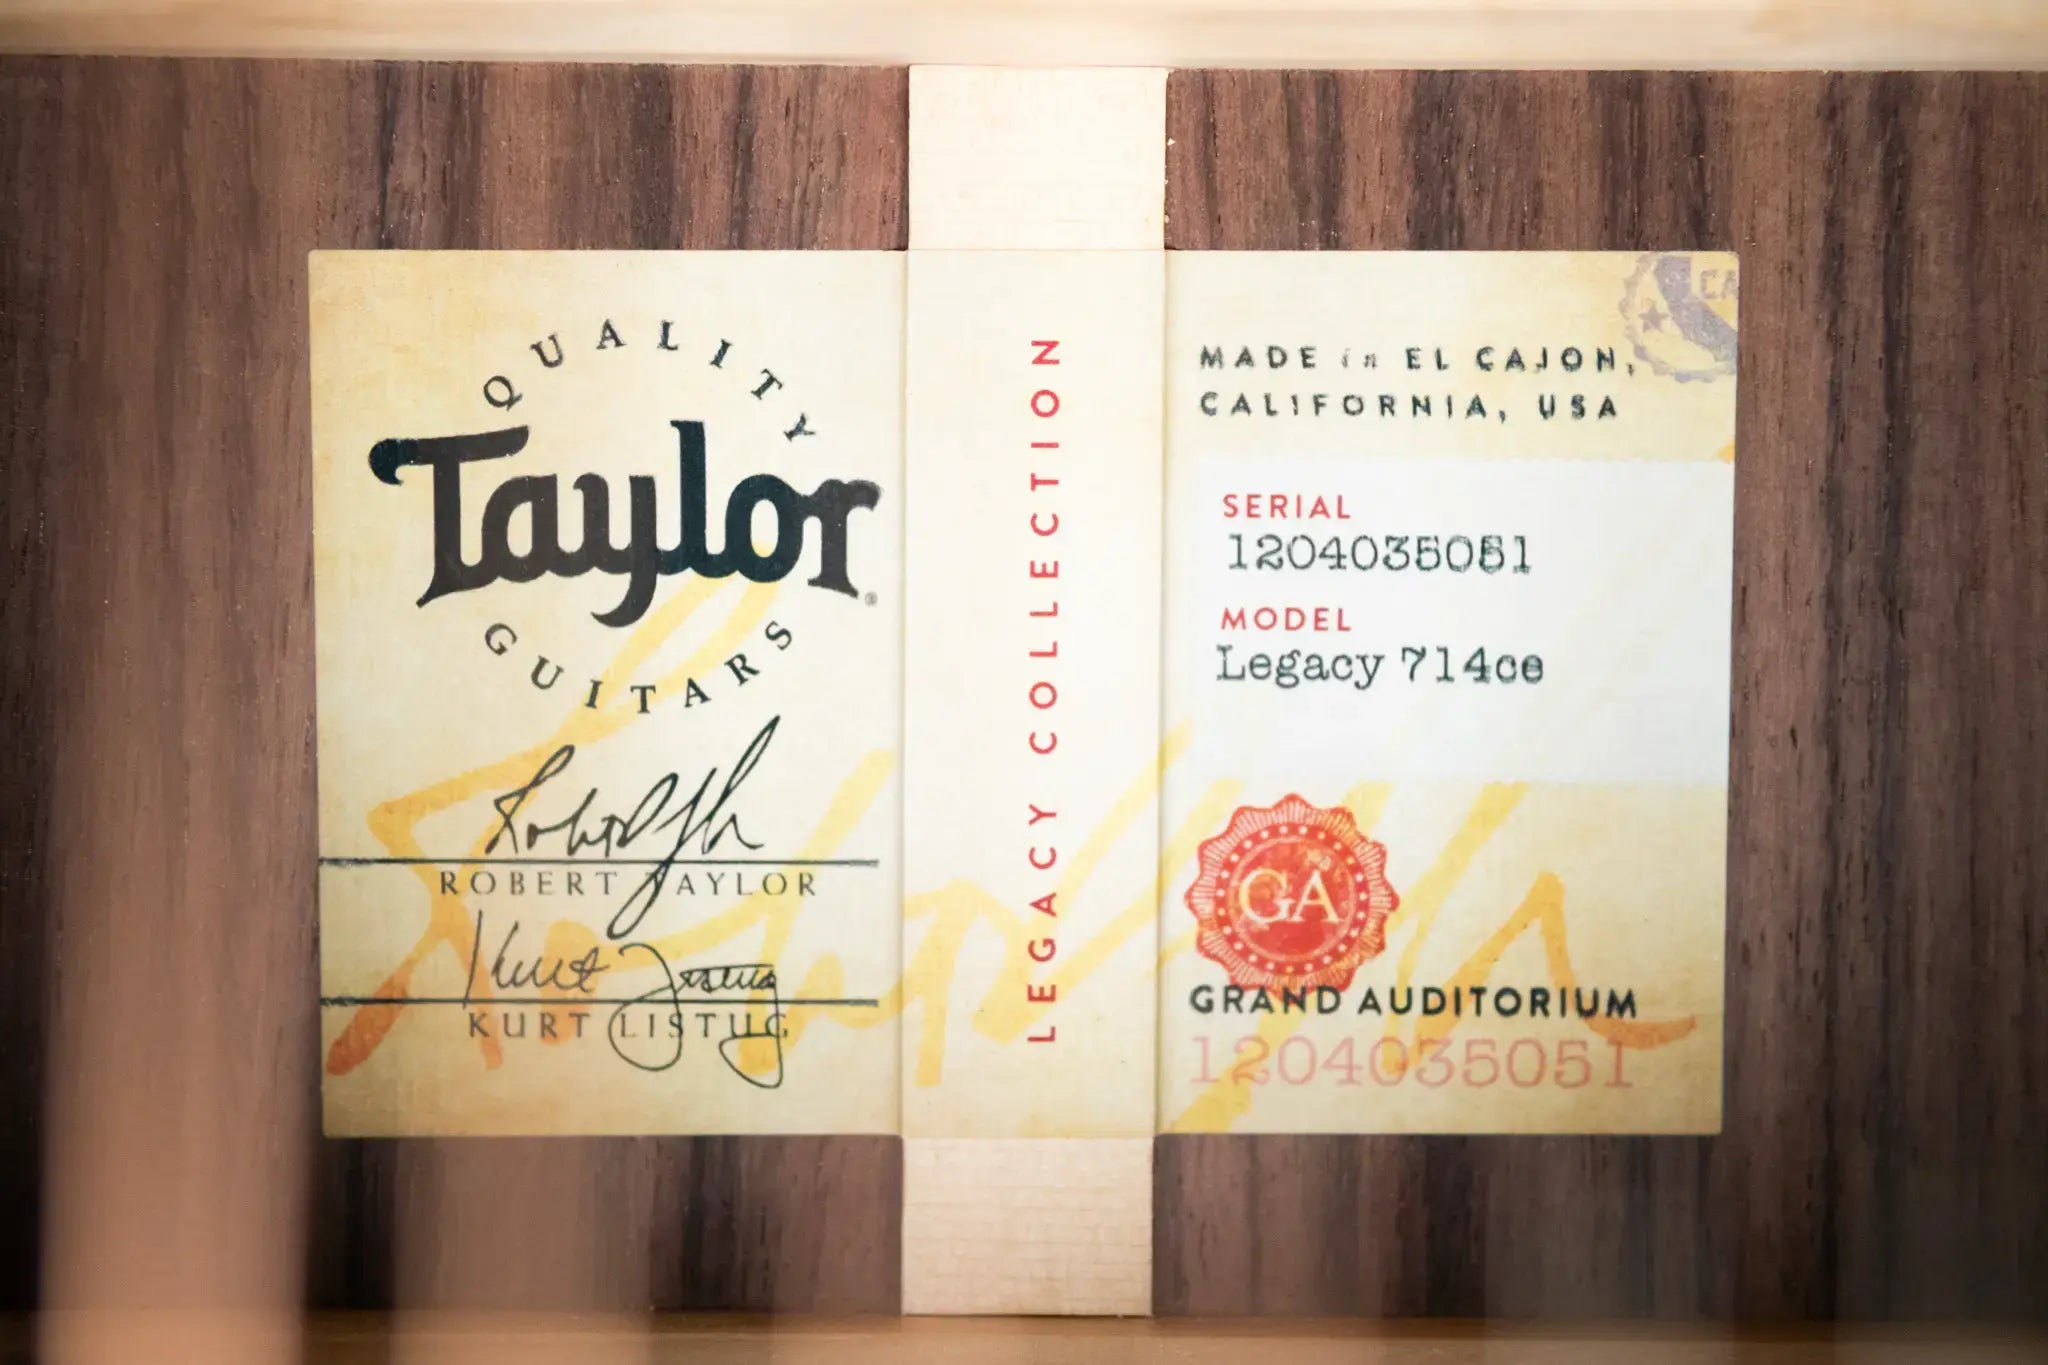 QUALITY
Taylor®
GUITARS
ROBERT TAYLOR
KURT LISTUG
LEGACY COLLECTION
CA
MADE in EL CAJON,
CALIFORNIA, USA
SERIAL
1204035051
MODEL
Legacy 714ce
GA
GRAND AUDITORIUM
1204035051